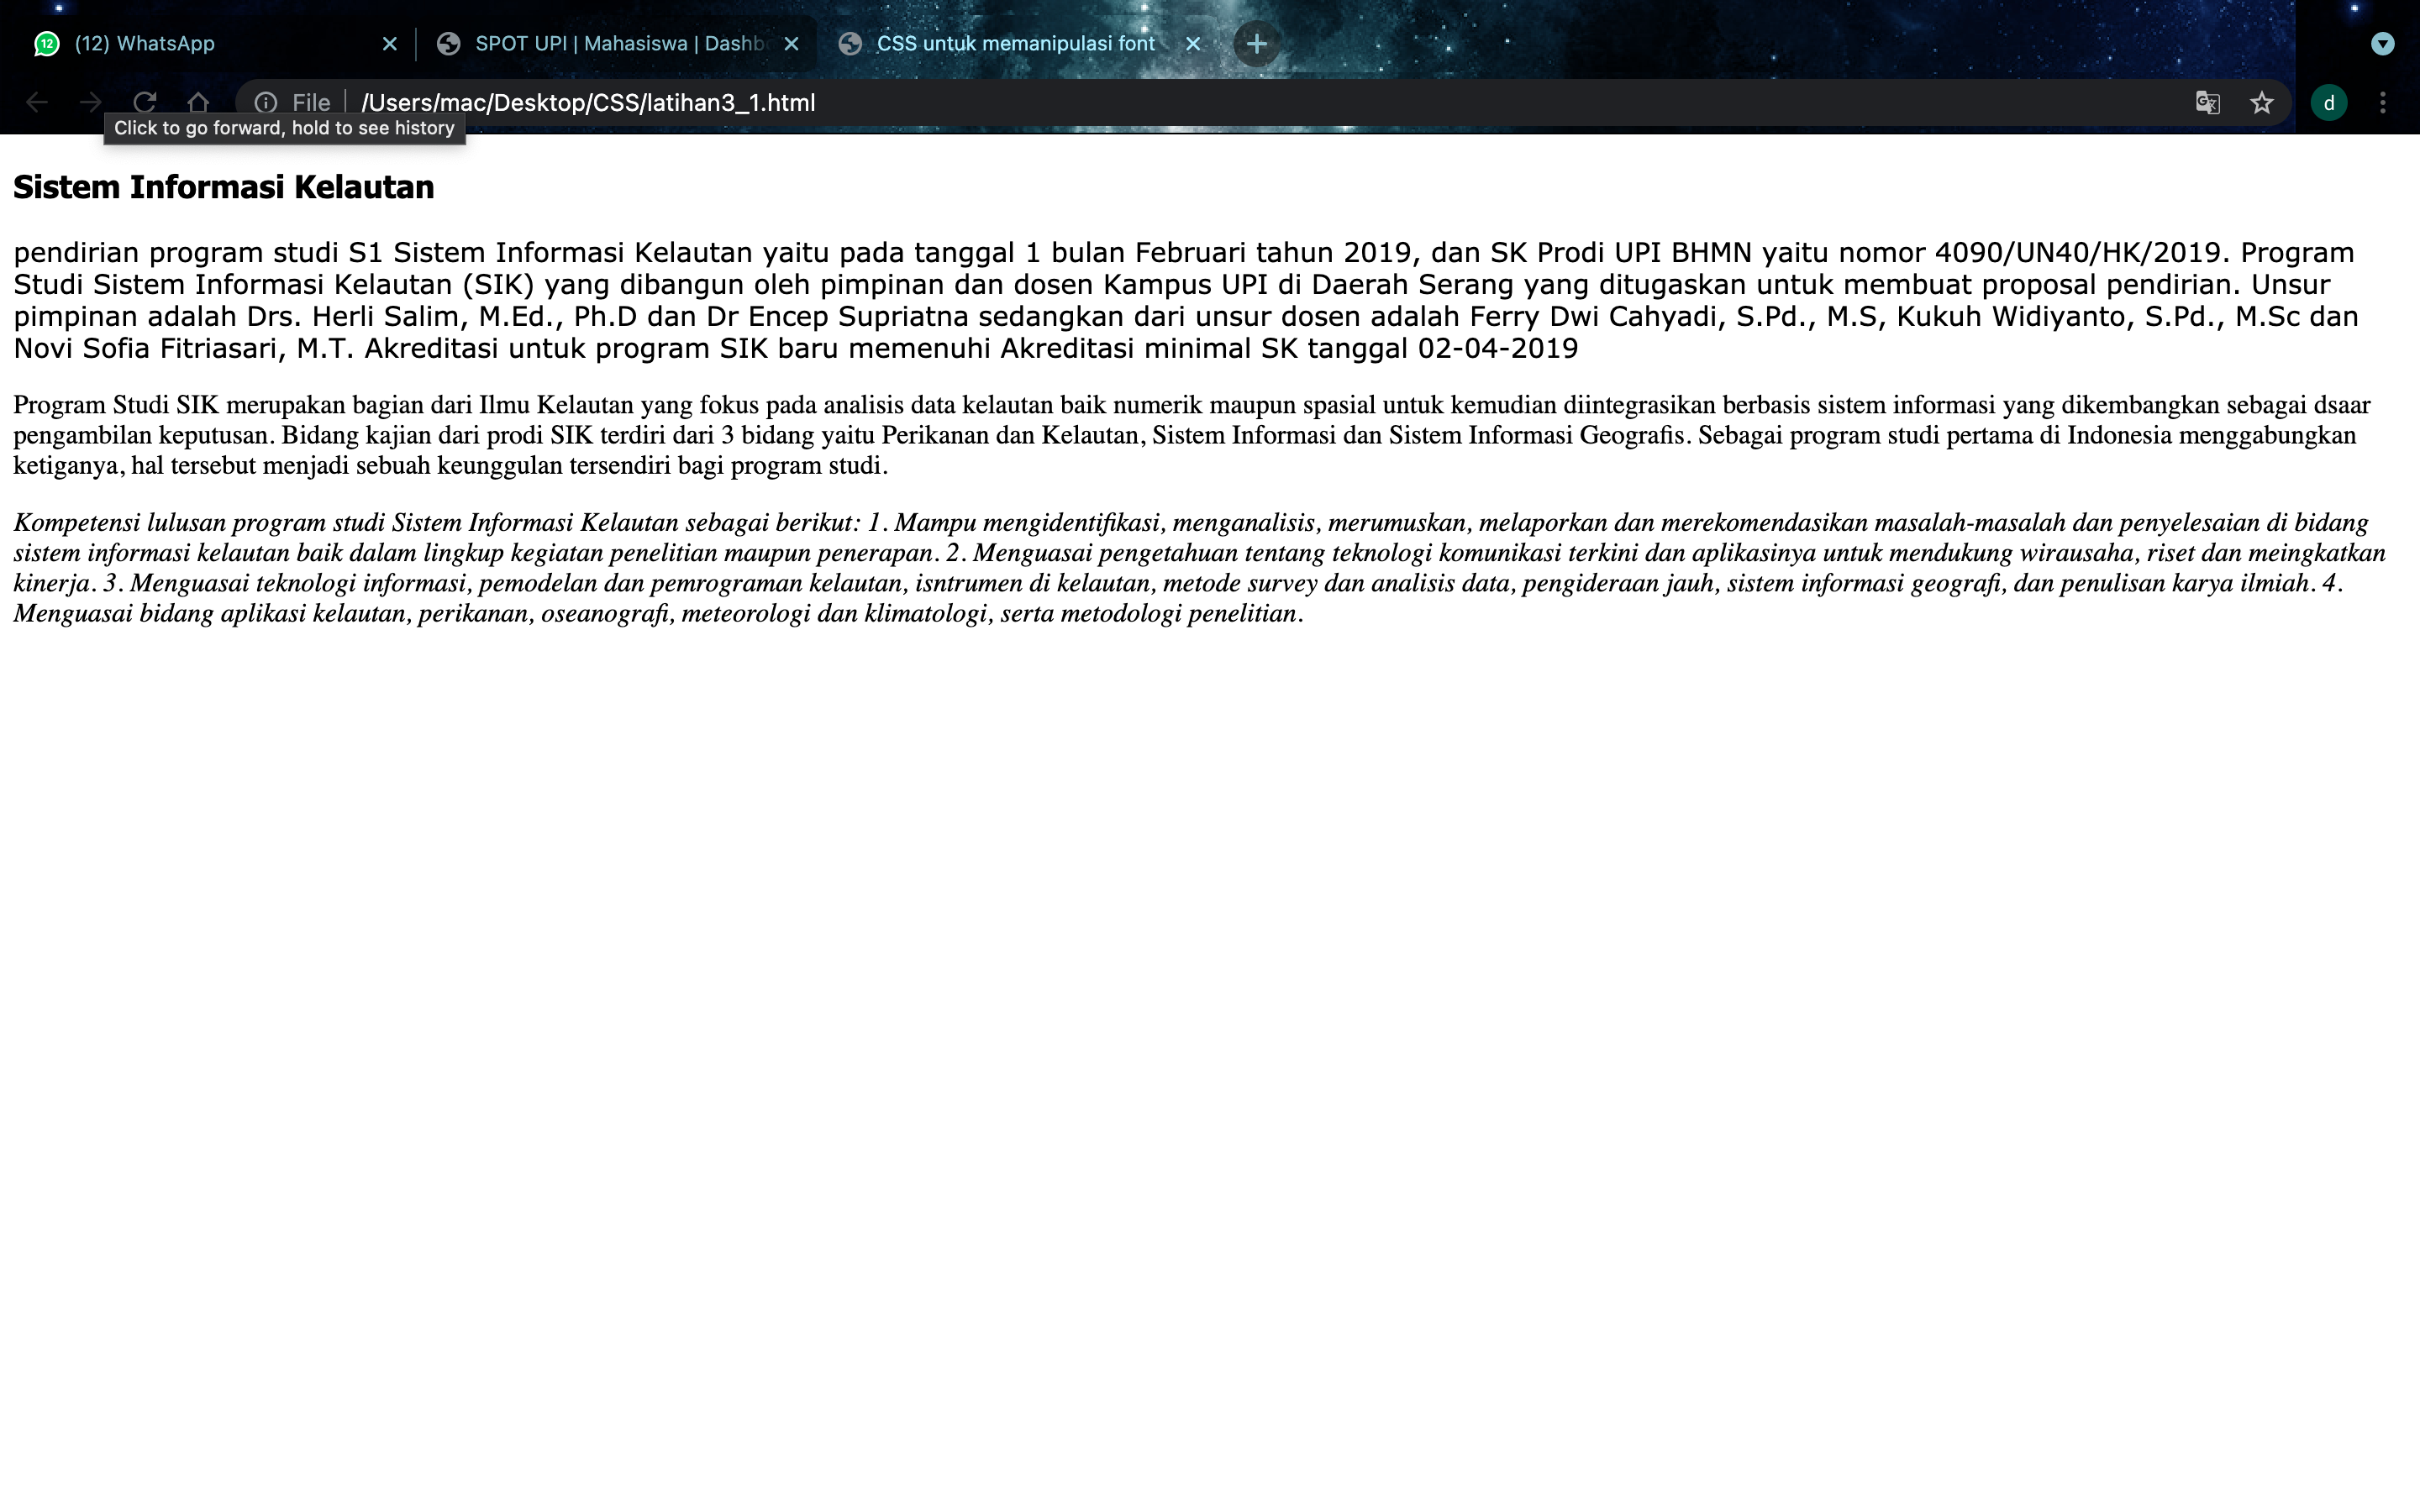 12 (12) WhatsApp SPOT UPI | Mahasiswa | Dashb CSS untuk memanipulasi font
File /Users/mac/Desktop/CSS/latihan3_1.html d
Click to go forward, hold to see history
Sistem Informasi Kelautan
pendirian program studi S1 Sistem Informasi Kelautan yaitu pada tanggal 1 bulan Februari tahun 2019, dan SK Prodi UPI BHMN yaitu nomor 4090/UN40/HK/2019. Program
Studi Sistem Informasi Kelautan (SIK) yang dibangun oleh pimpinan dan dosen Kampus UPI di Daerah Serang yang ditugaskan untuk membuat proposal pendirian. Unsur
pimpinan adalah Drs. Herli Salim, M.Ed., Ph.D dan Dr Encep Supriatna sedangkan dari unsur dosen adalah Ferry Dwi Cahyadi, S.Pd., M.S, Kukuh Widiyanto, S.Pd., M.Sc dan
Novi Sofia Fitriasari, M.T. Akreditasi untuk program SIK baru memenuhi Akreditasi minimal SK tanggal 02-04-2019
Program Studi SIK merupakan bagian dari Ilmu Kelautan yang fokus pada analisis data kelautan baik numerik maupun spasial untuk kemudian diintegrasikan berbasis sistem informasi yang dikembangkan sebagai dsaar
pengambilan keputusan. Bidang kajian dari prodi SIK terdiri dari 3 bidang yaitu Perikanan dan Kelautan, Sistem Informasi dan Sistem Informasi Geografis. Sebagai program studi pertama di Indonesia menggabungkan
ketiganya, hal tersebut menjadi sebuah keunggulan tersendiri bagi program studi.
Kompetensi lulusan program studi Sistem Informasi Kelautan sebagai berikut: 1. Mampu mengidentifikasi, menganalisis, merumuskan, melaporkan dan merekomendasikan masalah-masalah dan penyelesaian di bidang
sistem informasi kelautan baik dalam lingkup kegiatan penelitian maupun penerapan. 2. Menguasai pengetahuan tentang teknologi komunikasi terkini dan aplikasinya untuk mendukung wirausaha, riset dan meingkatkan
kinerja. 3. Menguasai teknologi informasi, pemodelan dan pemrograman kelautan, isntrumen di kelautan, metode survey dan analisis data, pengideraan jauh, sistem informasi geografi, dan penulisan karya ilmiah. 4.
Menguasai bidang aplikasi kelautan, perikanan, oseanografi, meteorologi dan klimatologi, serta metodologi penelitian.